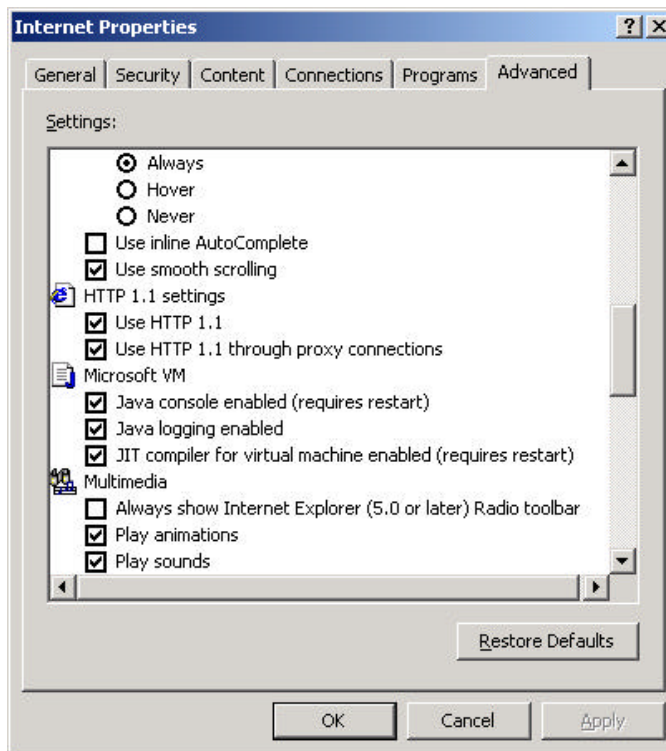 Internet Properties
General Security Content Connections Programs Advanced
Settings:
Always
Hover
Never
Use inline AutoComplete
Use smooth scrolling
HTTP 1.1 settings
Use HTTP 1.1
Use HTTP 1.1 through proxy connections
Microsoft VM
Java console enabled (requires restart)
Java logging enabled
JIT compiler for virtual machine enabled (requires restart)
Multimedia
Always show Internet Explorer (5.0 or later) Radio toolbar
Play animations
Play sounds
Restore Defaults
OK Cancel Apply